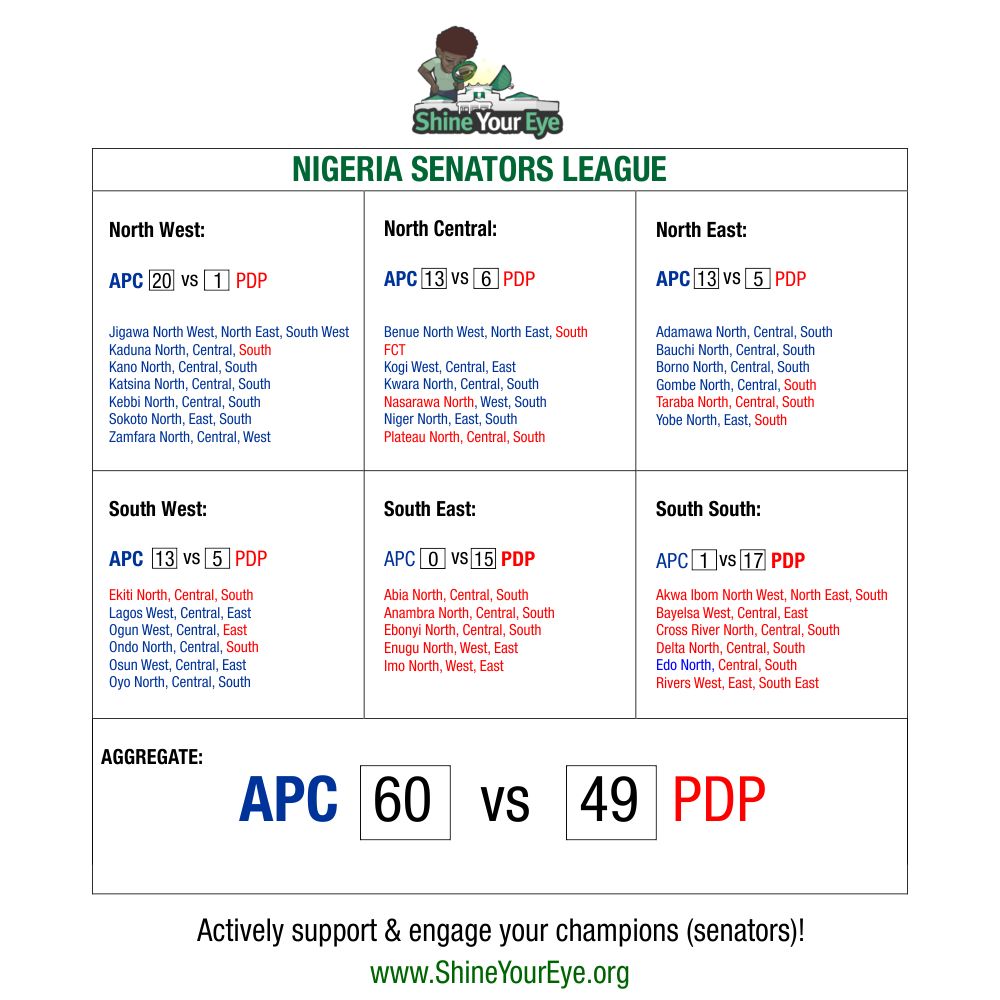 Shine Your Eye
NIGERIA SENATORS LEAGUE
North West:
APC 20 vs 1 PDP
Jigawa North West, North East, South West
Kaduna North, Central, South
Kano North, Central, South
Katsina North, Central, South
Kebbi North, Central, South
Sokoto North, East, South
Zamfara North, Central, West
North Central:
APC 13 vs 6 PDP
Benue North West, North East, South
FCT
Kogi West, Central, East
Kwara North, Central, South
Nasarawa North, West, South
Niger North, East, South
Plateau North, Central, South
North East:
APC 13 vs 5 PDP
Adamawa North, Central, South
Bauchi North, Central, South
Borno North, Central, South
Gombe North, Central, South
Taraba North, Central, South
Yobe North, East, South
South West:
APC 13 vs 5 PDP
Ekiti North, Central, South
Lagos West, Central, East
Ogun West, Central, East
Ondo North, Central, South
Osun West, Central, East
Oyo North, Central, South
South East:
APC 0 vs 15 PDP
Abia North, Central, South
Anambra North, Central, South
Ebonyi North, Central, South
Enugu North, West, East
Imo North, West, East
South South:
APC 1 vs 17 PDP
Akwa Ibom North West, North East, South
Bayelsa West, Central, East
Cross River North, Central, South
Delta North, Central, South
Edo North, Central, South
Rivers West, East, South East
AGGREGATE:
APC 60 vs 49 PDP
Actively support & engage your champions (senators)!
www.ShineYourEye.org